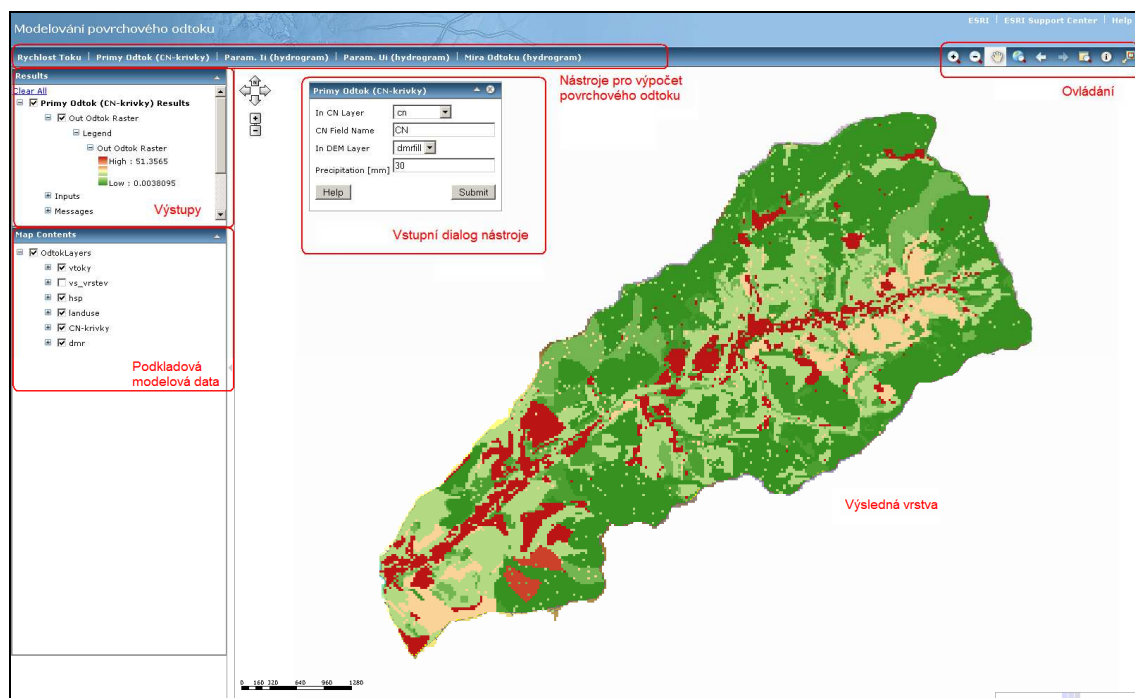 Modelování povrchového odtoku
ESRI | ESRI Support Center | Help
Rychlost Toku | Primy Odtok (CN-krivky) | Param. Ii (hydrogram) | Param. Ui (hydrogram) | Mira Odtoku (hydrogram)
Nástroje pro výpočet
povrchového odtoku
Ovládání
Results
Clear All
Primy Odtok (CN-krivky) Results
Out Odtok Raster
Legend
Out Odtok Raster
High : 51.3565
Low : 0.0038095
Inputs
Messages
Výstupy
Map Contents
OdtokLayers
vtoky
vs_vrstev
hsp
landuse
CN-krivky
dmr
Podkladová
modelová data
N
Primy Odtok (CN-krivky)
In CN Layer cn
CN Field Name CN
In DEM Layer dmrfill
Precipitation [mm] 30
Help Submit
Vstupní dialog nástroje
Výsledná vrstva
0 160 320 640 960 1280